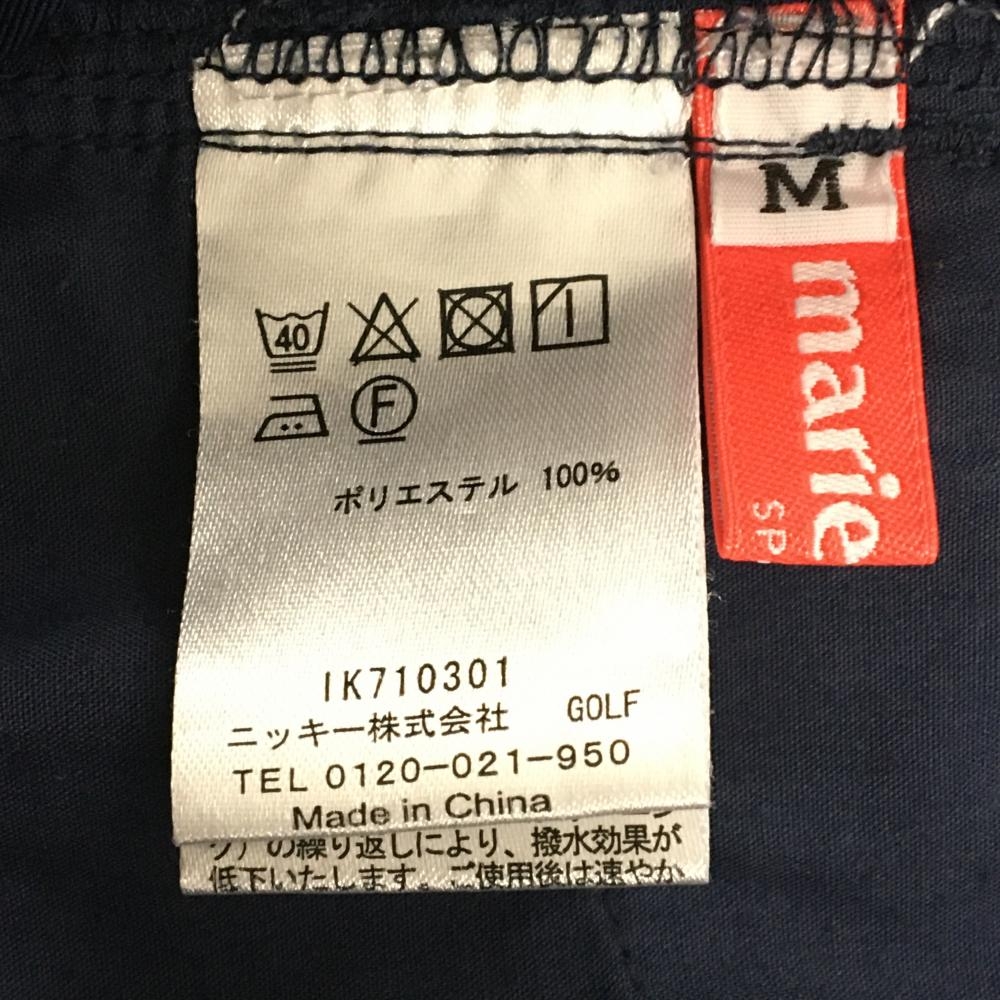 40
F
ポリエステル 100%
IK710301
ニッキー株式会社 GOLF
TEL 0120-021-950
Made in China
の繰り返しにより、撥水効果が
低下いたします。ご使用後は速やか
M
marie
SP